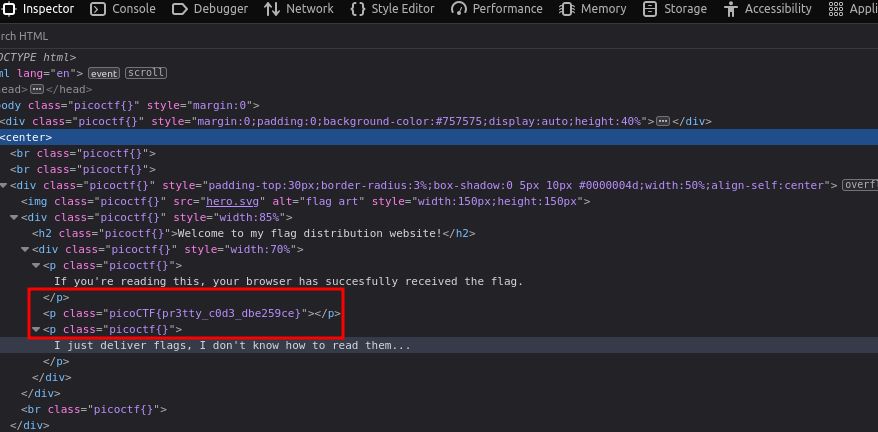 Inspector Console Debugger Network Style Editor Performance Memory Storage Accessibility Appli
rch HTML
OCTYPE html>
ml lang="en"> event scroll
head> ••• </head>
body class="picoctf{}" style="margin:0">
<div class="picoctf{}" style="margin:0;padding:0;background-color:#757575;display:auto;height:40%"> ••• </div>
<center>
<br class="picoctf{}">
<br class="picoctf{}">
<div class="picoctf{}" style="padding-top:30px;border-radius:3%;box-shadow:0 5px 10px #0000004d;width:50%;align-self:center"> overfl
<img class="picoctf{}" src="hero.svg" alt="flag art" style="width:150px;height:150px">
<div class="picoctf{}" style="width:85%">
<h2 class="picoctf{}">Welcome to my flag distribution website!</h2>
<div class="picoctf{}" style="width:70%">
<p class="picoctf{}">
If you're reading this, your browser has succesfully received the flag.
</p>
<p class="picoCTF{pr3tty_c0d3_dbe259ce}"></p>
<p class="picoctf{}">
I just deliver flags, I don't know how to read them...
</p>
</div>
</div>
<br class="picoctf{}">
</div>